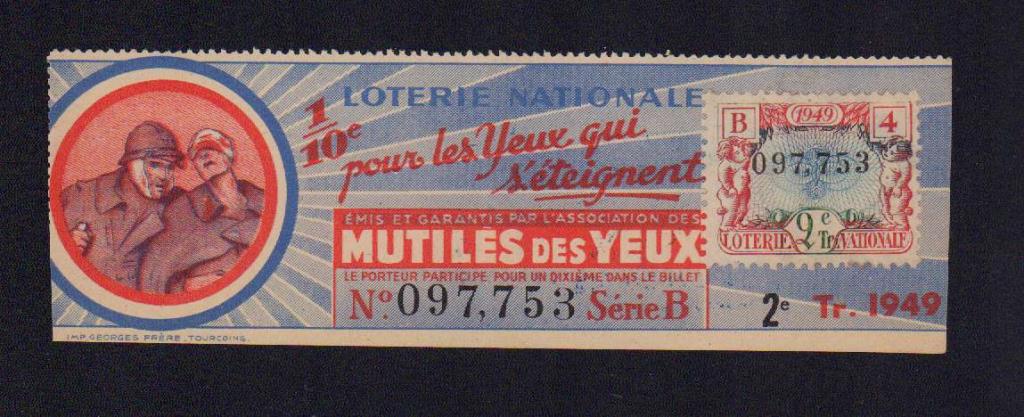 1/10e
LOTERIE NATIONALE
pour les Yeux qui
s'éteignent
ÉMIS ET GARANTIS PAR L'ASSOCIATION DES
MUTILÉS DES YEUX
LE PORTEUR PARTICIPE POUR UN DIXIÈME DANS LE BILLET
No. 097,753 Série B
B 1949 4
097,753
2e Tr.
LOTERIE NATIONALE
2e Tr. 1949
IMP. GEORGES FRÈRE, TOURCOING.